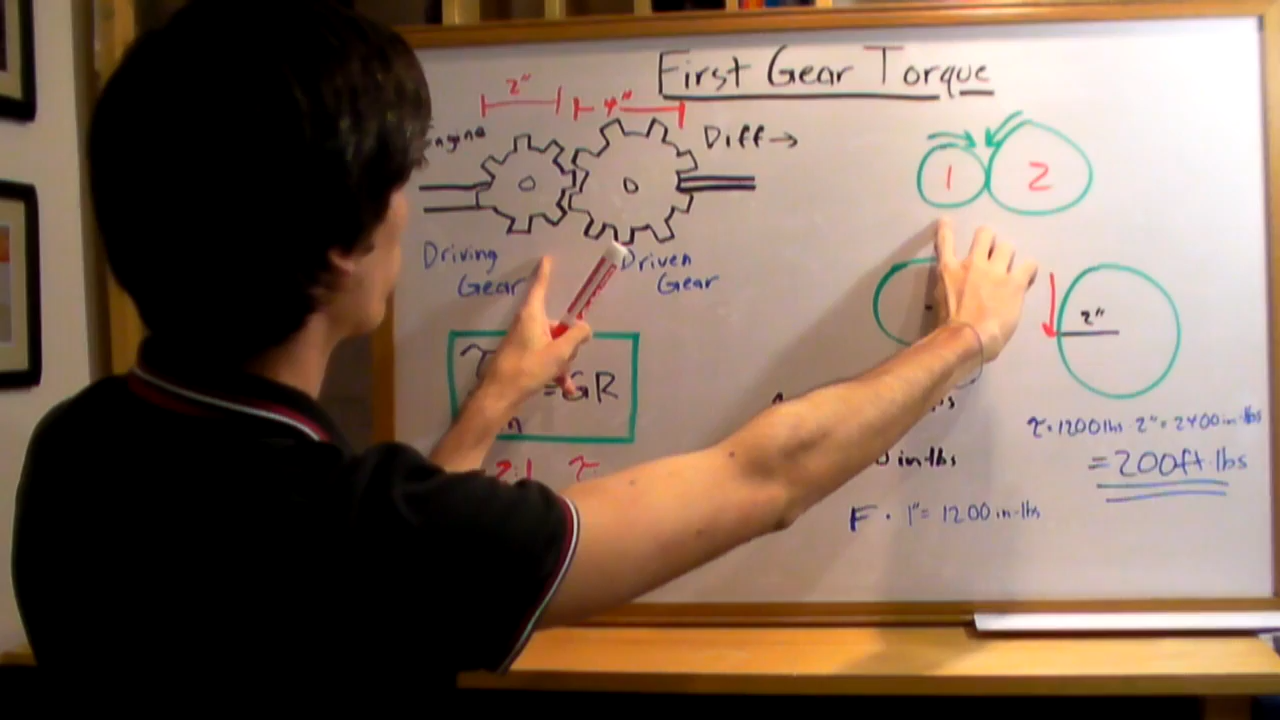 First Gear Torque
2" 4"
Diff →
1 2
Driving Gear
Driven Gear
2"
= GR
τ = 1200 lbs · 2" = 2400 in·lbs
= 200 ft·lbs
2:1 τ
in·lbs
F · 1" = 1200 in·lbs